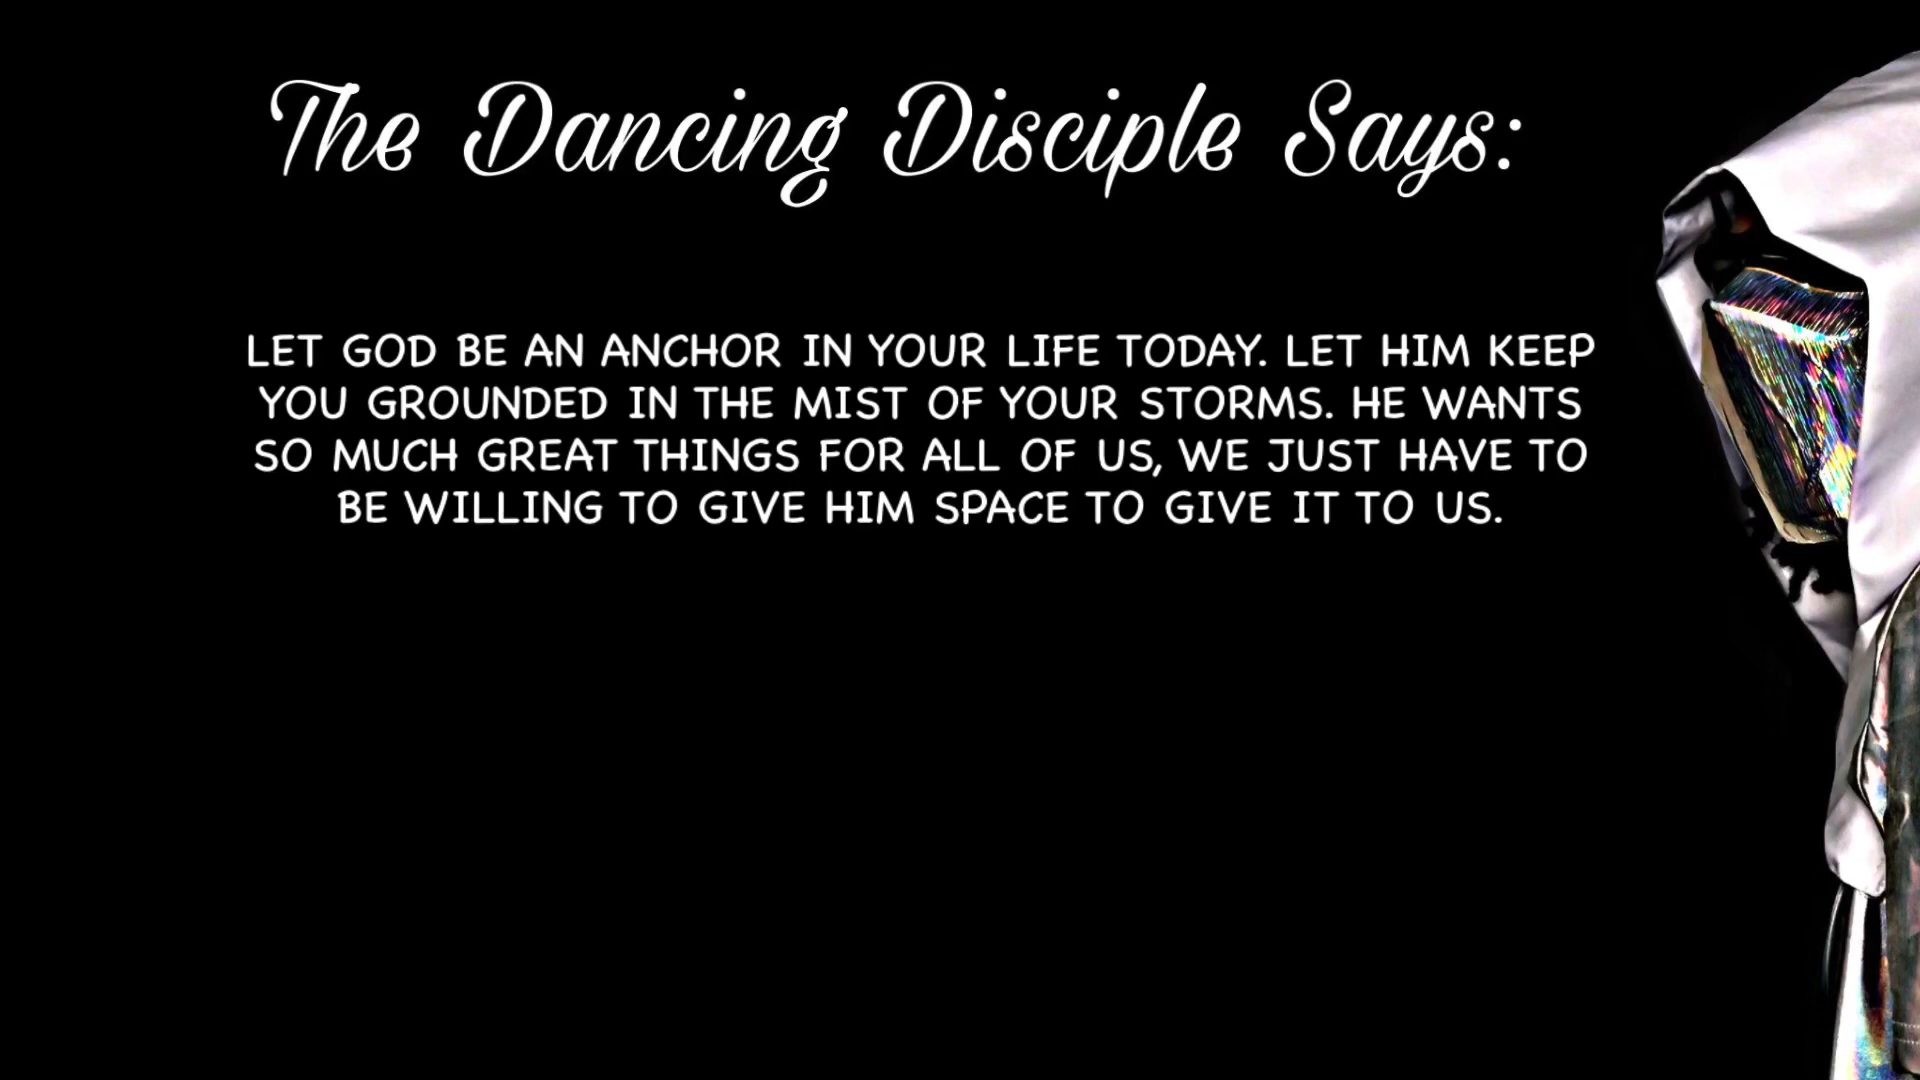 The Dancing Disciple Says:
LET GOD BE AN ANCHOR IN YOUR LIFE TODAY. LET HIM KEEP
YOU GROUNDED IN THE MIST OF YOUR STORMS. HE WANTS
SO MUCH GREAT THINGS FOR ALL OF US, WE JUST HAVE TO
BE WILLING TO GIVE HIM SPACE TO GIVE IT TO US.